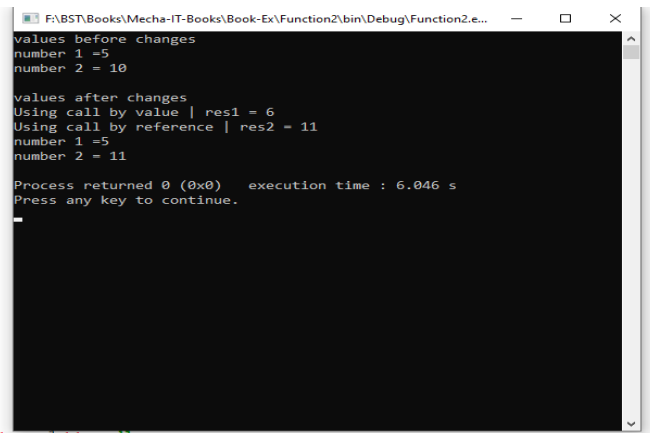 F:\BST\Books\Mecha-IT-Books\Book-Ex\Function2\bin\Debug\Function2.e...
values before changes
number 1 =5
number 2 = 10
values after changes
Using call by value | res1 = 6
Using call by reference | res2 = 11
number 1 =5
number 2 = 11
Process returned 0 (0x0)   execution time : 6.046 s
Press any key to continue.